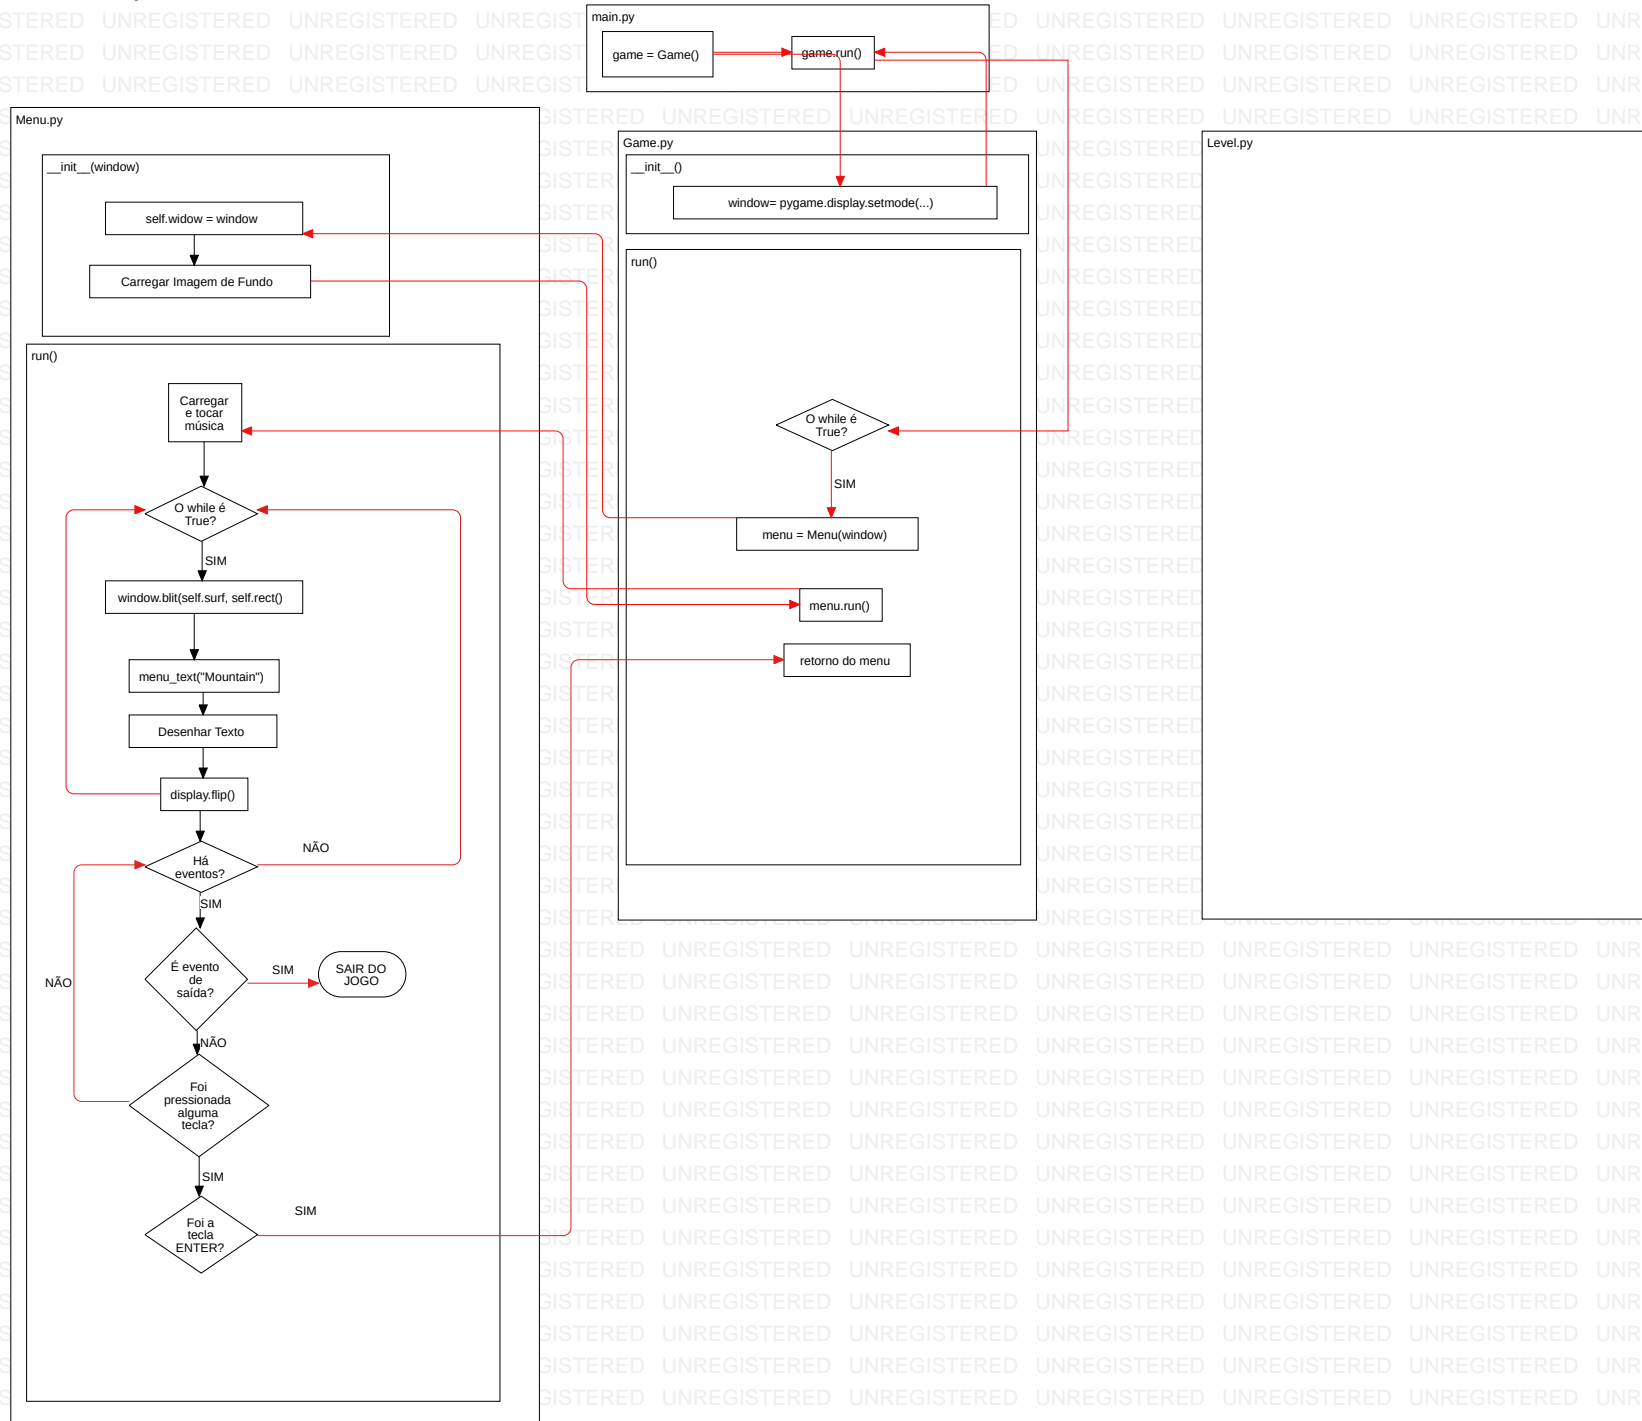 main.py
game = Game()
game.run()
Menu.py
__init__(window)
self.widow = window
Carregar Imagem de Fundo
run()
Carregar
e tocar
música
O while é
True?
SIM
window.blit(self.surf, self.rect()
menu_text("Mountain")
Desenhar Texto
display.flip()
Há
eventos?
NÃO
SIM
É evento
de
saída?
SIM
SAIR DO
JOGO
NÃO
NÃO
Foi
pressionada
alguma
tecla?
SIM
Foi a
tecla
ENTER?
SIM
Game.py
__init__()
window= pygame.display.setmode(...)
run()
O while é
True?
SIM
menu = Menu(window)
menu.run()
retorno do menu
Level.py
UNREGISTERED